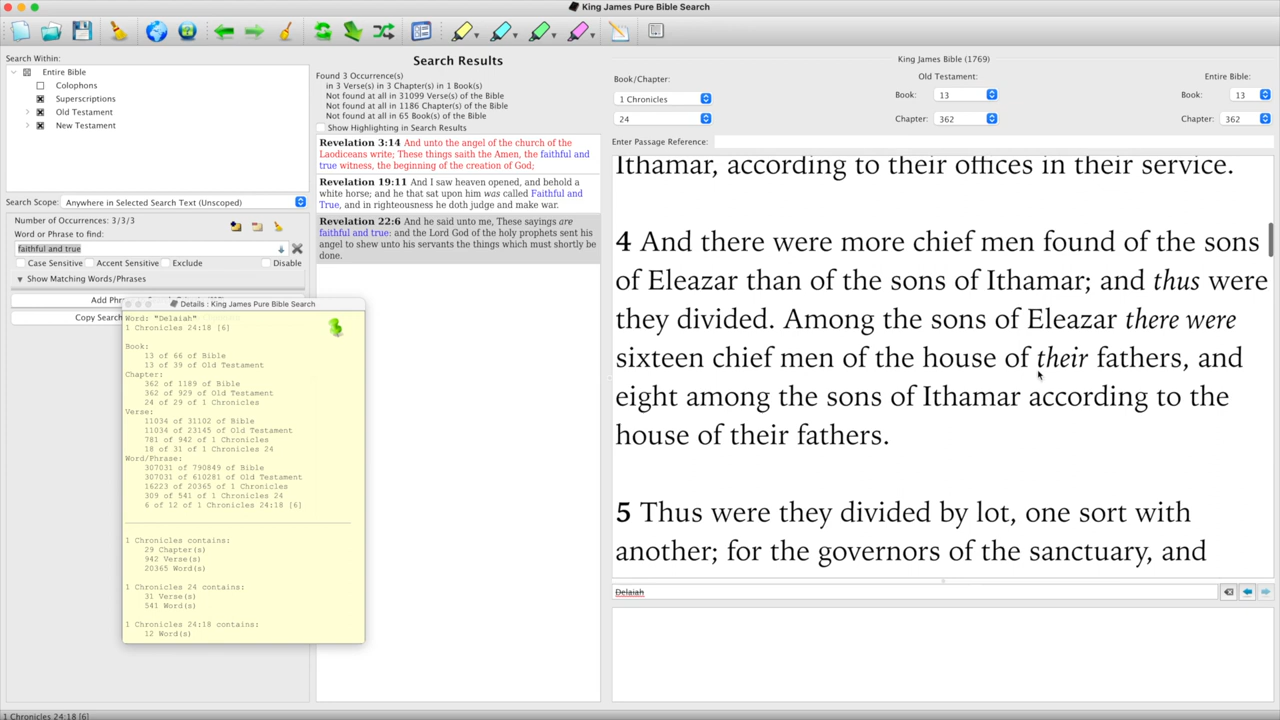 King James Pure Bible Search
Search Within:
Entire Bible
Colophons
Superscriptions
Old Testament
New Testament
Search Scope: Anywhere in Selected Search Text (Unscoped)
Number of Occurrences: 3/3/3
Word or Phrase to find:
faithful and true
Case Sensitive Accent Sensitive Exclude Disable
Show Matching Words/Phrases
Add Phr
Copy Search
Details : King James Pure Bible Search
Word: "Delaiah"
1 Chronicles 24:18 [6]
Book:
13 of 66 of Bible
13 of 39 of Old Testament
Chapter:
362 of 1189 of Bible
362 of 929 of Old Testament
24 of 29 of 1 Chronicles
Verse:
11034 of 31102 of Bible
11034 of 23145 of Old Testament
781 of 942 of 1 Chronicles
18 of 31 of 1 Chronicles 24
Word/Phrase:
307031 of 790849 of Bible
307031 of 610281 of Old Testament
16223 of 20365 of 1 Chronicles
309 of 541 of 1 Chronicles 24
6 of 12 of 1 Chronicles 24:18 [6]
1 Chronicles contains:
29 Chapter(s)
942 Verse(s)
20365 Word(s)
1 Chronicles 24 contains:
31 Verse(s)
541 Word(s)
1 Chronicles 24:18 contains:
12 Word(s)
Search Results
Found 3 Occurrence(s)
in 3 Verse(s) in 3 Chapter(s) in 1 Book(s)
Not found at all in 31099 Verse(s) of the Bible
Not found at all in 1186 Chapter(s) of the Bible
Not found at all in 65 Book(s) of the Bible
Show Highlighting in Search Results
Revelation 3:14 And unto the angel of the church of the
Laodiceans write; These things saith the Amen, the faithful and
true witness, the beginning of the creation of God;
Revelation 19:11 And I saw heaven opened, and behold a
white horse; and he that sat upon him was called Faithful and
True, and in righteousness he doth judge and make war.
Revelation 22:6 And he said unto me, These sayings are
faithful and true: and the Lord God of the holy prophets sent his
angel to shew unto his servants the things which must shortly be
done.
King James Bible (1769)
Book/Chapter: Old Testament: Entire Bible:
1 Chronicles Book: 13 Book: 13
24 Chapter: 362 Chapter: 362
Enter Passage Reference:
Ithamar, according to their offices in their service.
4 And there were more chief men found of the sons
of Eleazar than of the sons of Ithamar; and thus were
they divided. Among the sons of Eleazar there were
sixteen chief men of the house of their fathers, and
eight among the sons of Ithamar according to the
house of their fathers.
5 Thus were they divided by lot, one sort with
another; for the governors of the sanctuary, and
Delaiah
1 Chronicles 24:18 [6]